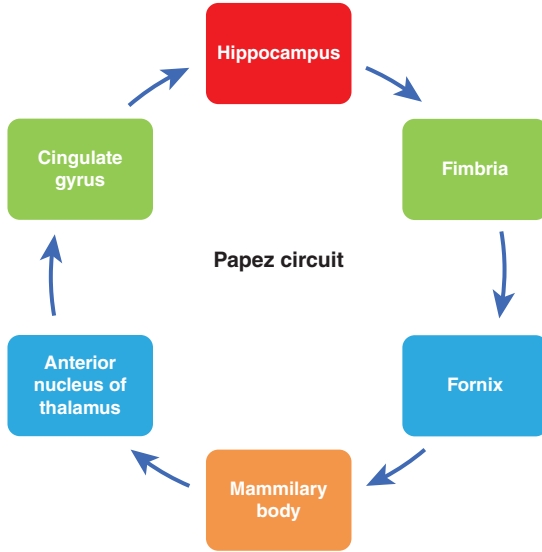 Hippocampus
Fimbria
Fornix
Mammilary
body
Anterior
nucleus of
thalamus
Cingulate
gyrus
Papez circuit